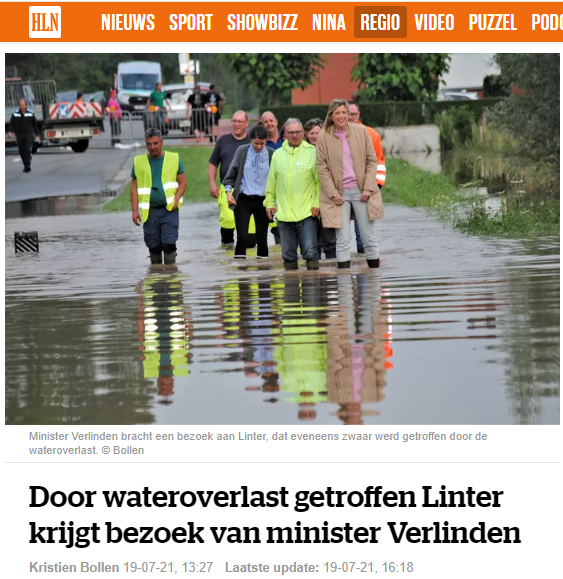 HLN NIEUWS SPORT SHOWBIZZ NINA REGIO VIDEO PUZZEL PODC
Minister Verlinden bracht een bezoek aan Linter, dat eveneens zwaar werd getroffen door de
wateroverlast. © Bollen
Door wateroverlast getroffen Linter
krijgt bezoek van minister Verlinden
Kristien Bollen 19-07-21, 13:27 Laatste update: 19-07-21, 16:18